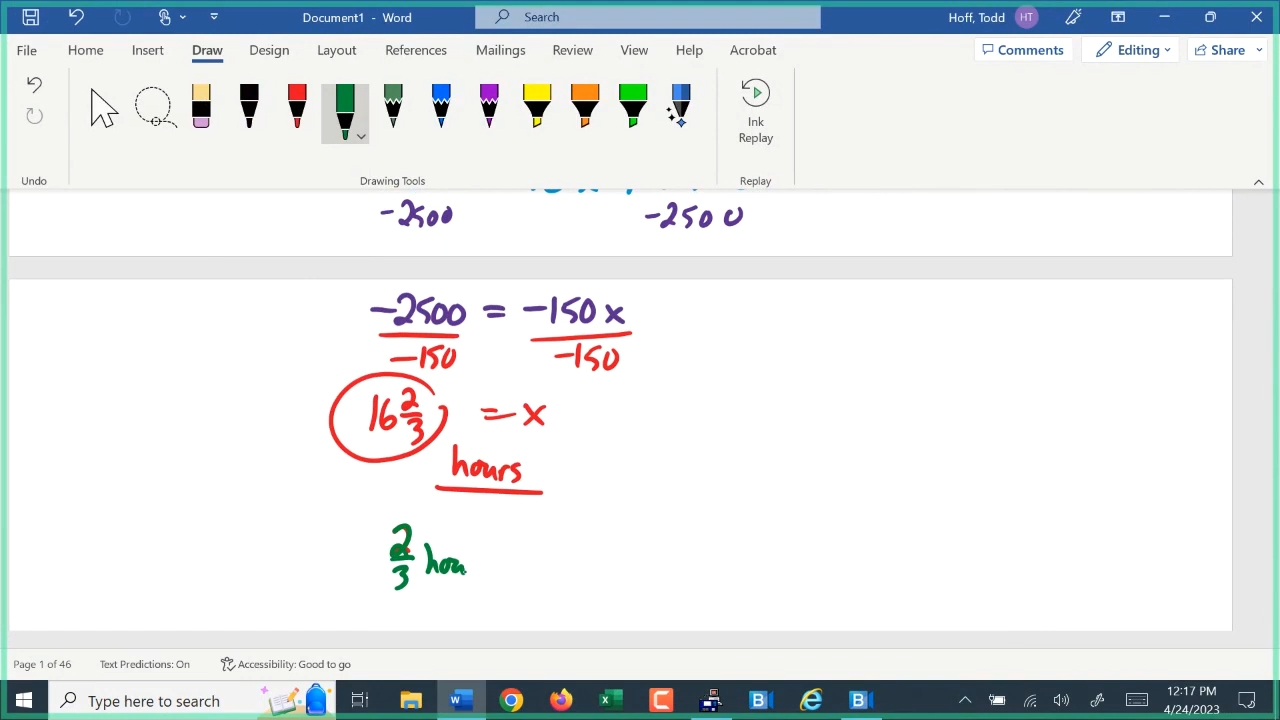 Document1 - Word
Search
Hoff, Todd
HT
File Home Insert Draw Design Layout References Mailings Review View Help Acrobat
Comments Editing Share
Ink Replay
Undo
Drawing Tools
Replay
-2500 -2500
-2500 = -150x
-150 -150
16 2/3 = x
hours
2/3 hou
Page 1 of 46 Text Predictions: On Accessibility: Good to go
Type here to search
12:17 PM
4/24/2023